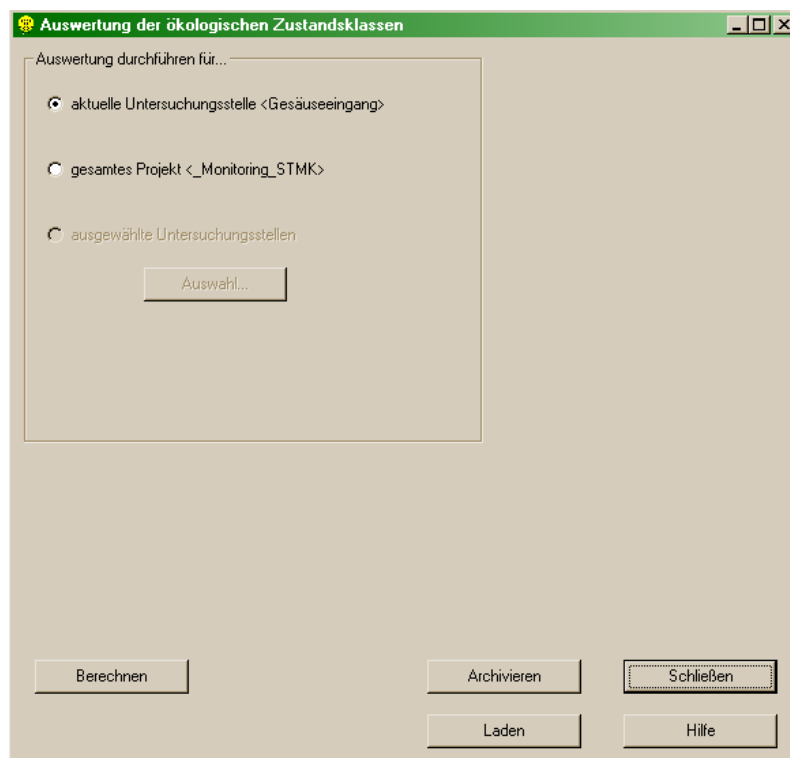 Auswertung der ökologischen Zustandsklassen
Auswertung durchführen für...
aktuelle Untersuchungsstelle <Gesäuseeingang>
gesamtes Projekt <_Monitoring_STMK>
ausgewählte Untersuchungsstellen
Auswahl...
Berechnen
Archivieren
Schließen
Laden
Hilfe